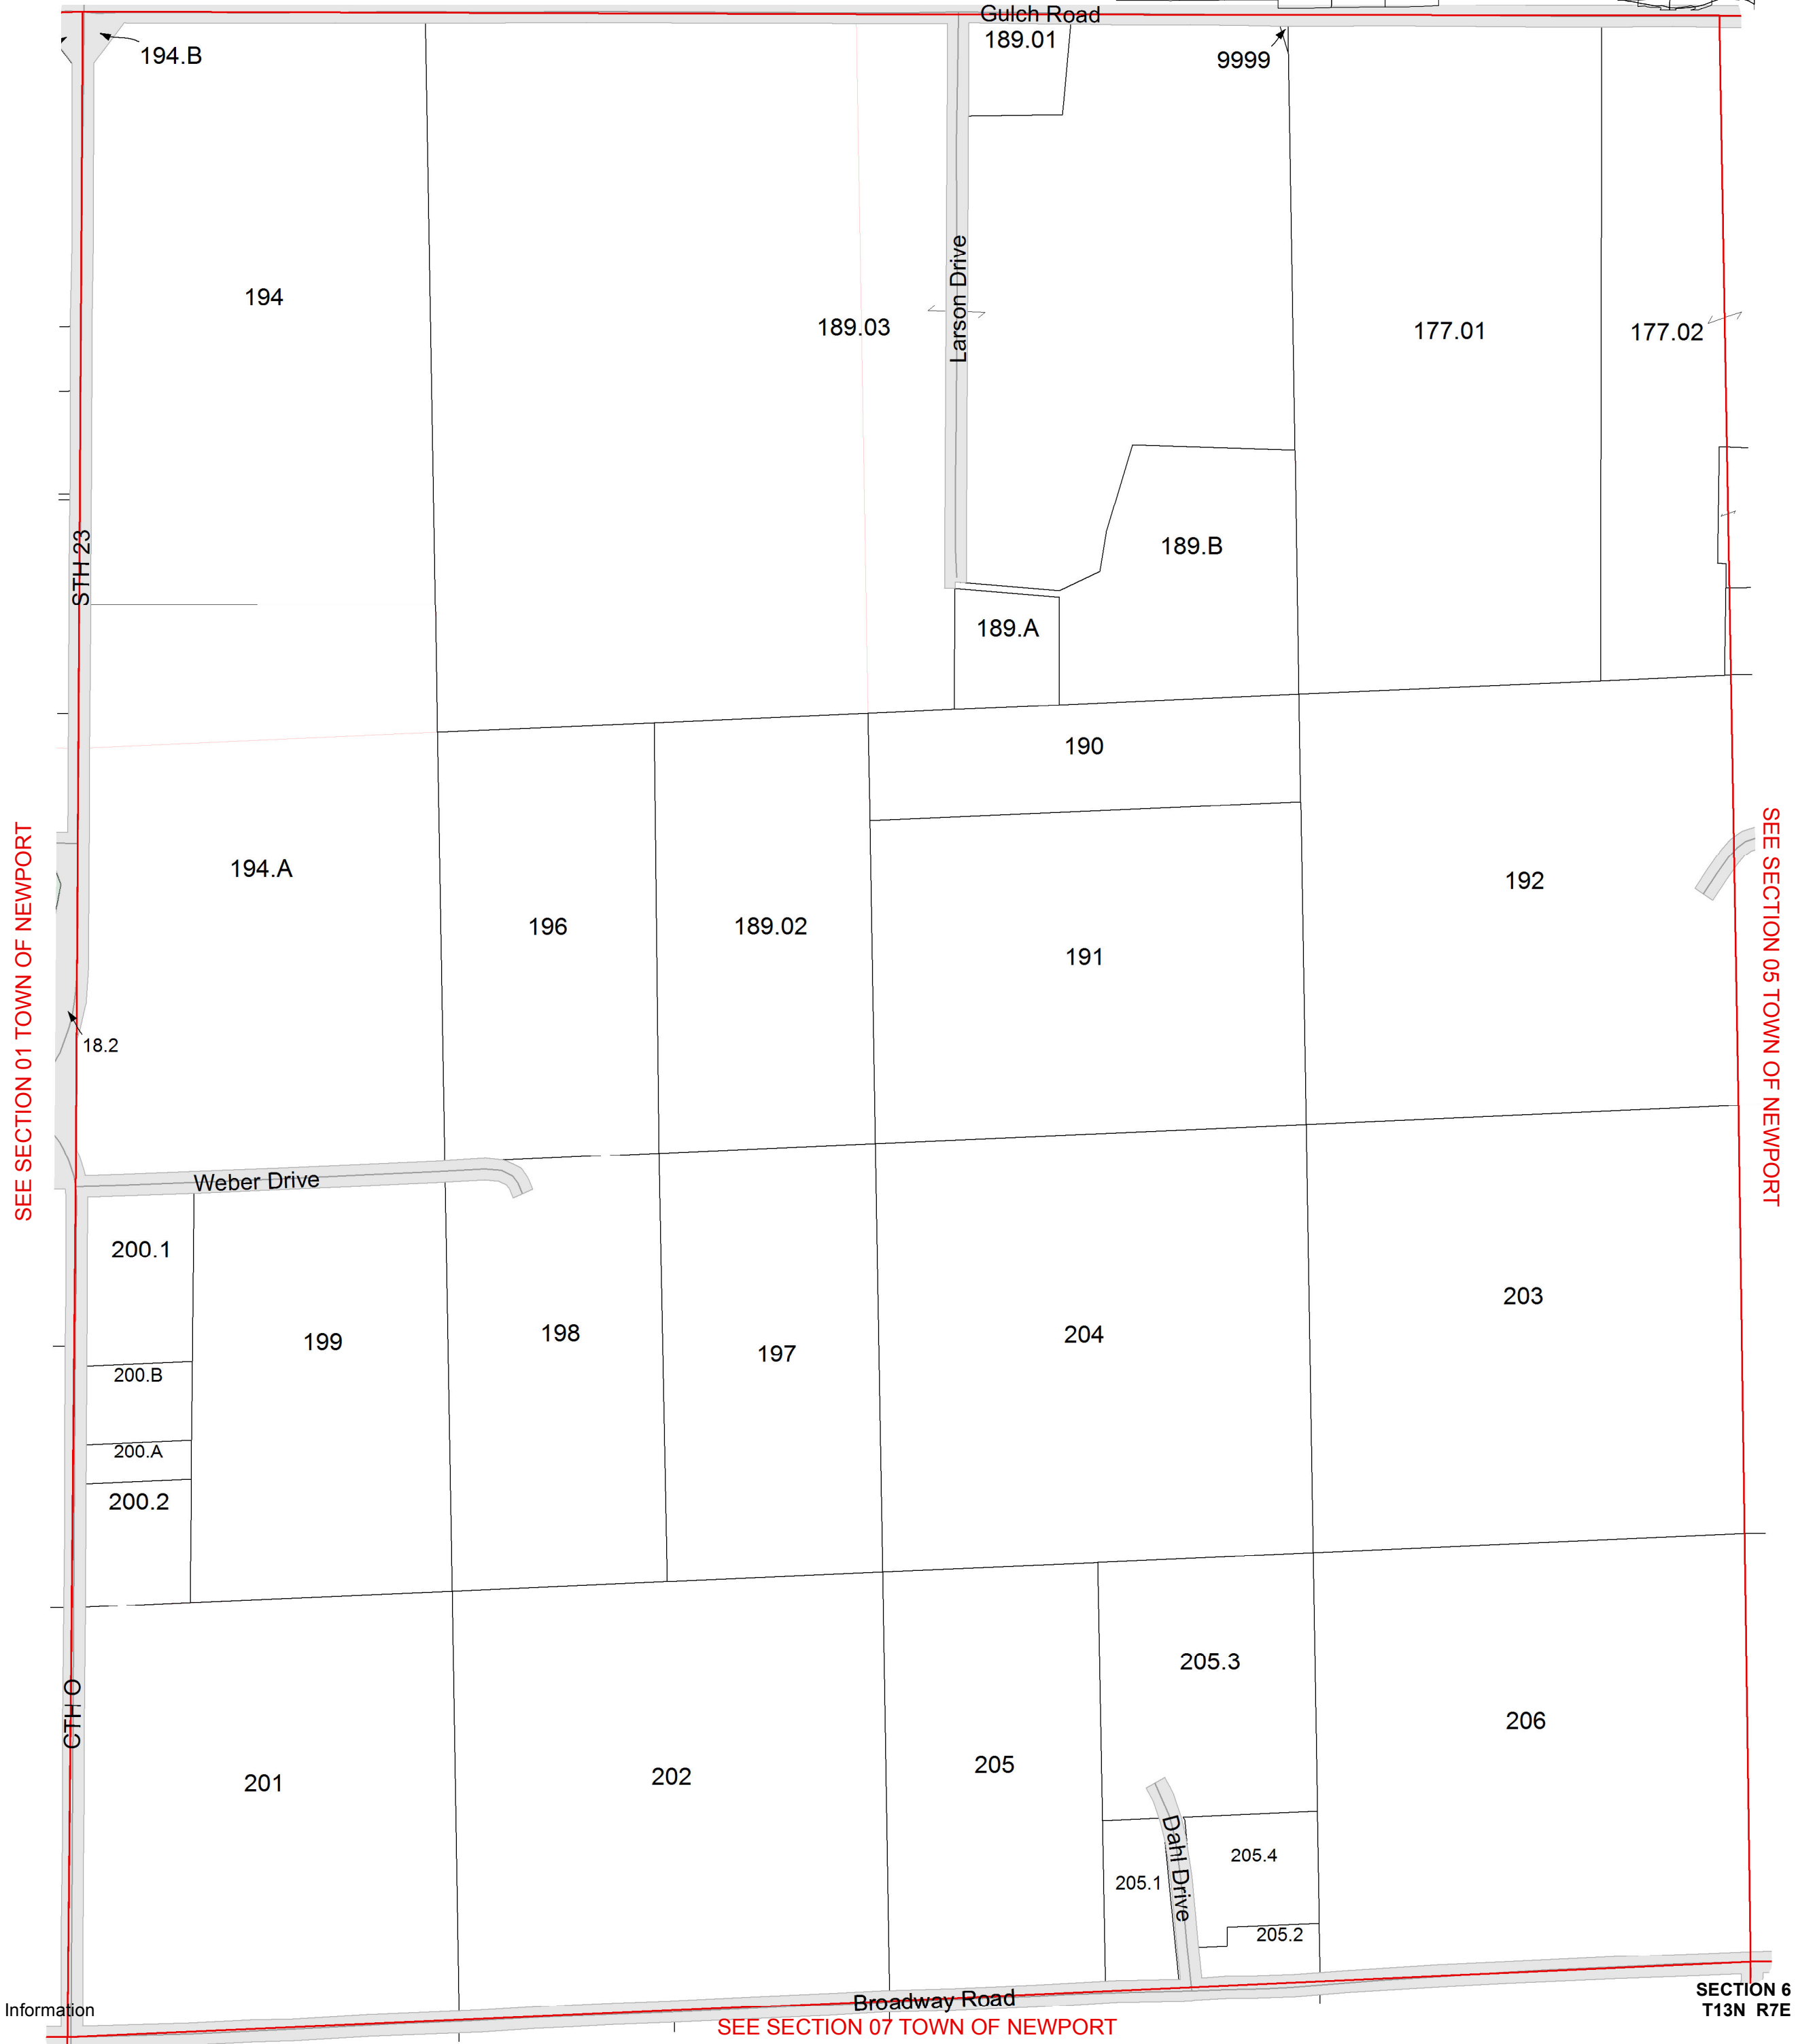 Gulch Road
194.B
189.01
9999
194
189.03
Larson Drive
177.01
177.02
STH 23
189.B
189.A
190
194.A
196
189.02
191
192
SEE SECTION 01 TOWN OF NEWPORT
SEE SECTION 05 TOWN OF NEWPORT
18.2
Weber Drive
200.1
199
198
197
204
203
200.B
200.A
200.2
205.3
CTH O
201
202
205
206
205.1
Dahl Drive
205.4
205.2
Information
Broadway Road
SEE SECTION 07 TOWN OF NEWPORT
SECTION 6
T13N R7E